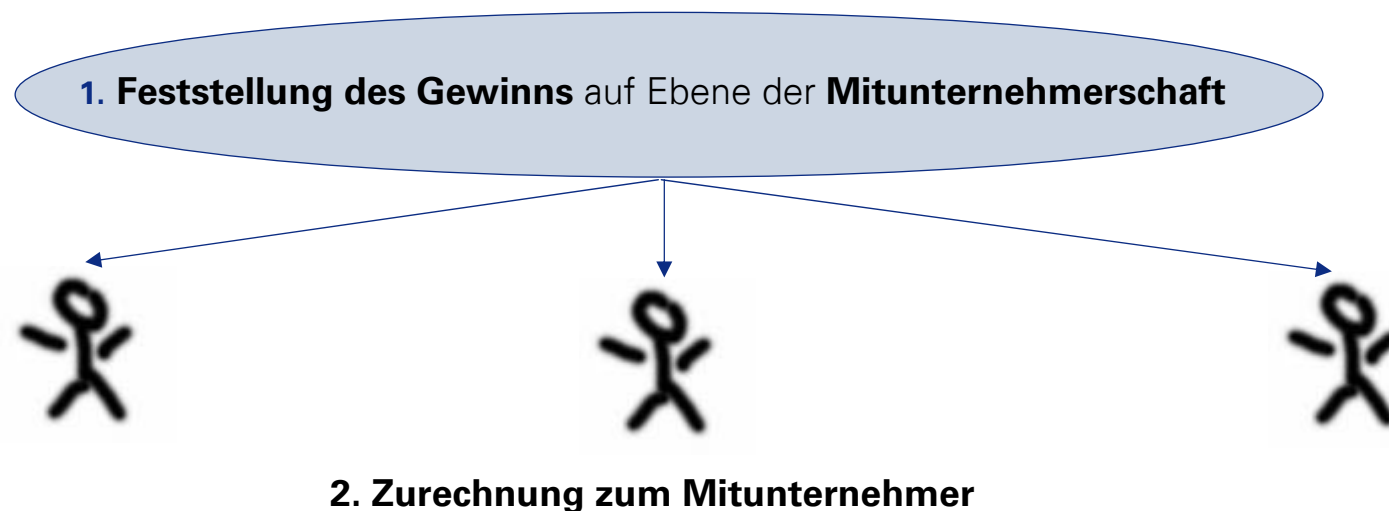 1. Feststellung des Gewinns auf Ebene der Mitunternehmerschaft
2. Zurechnung zum Mitunternehmer